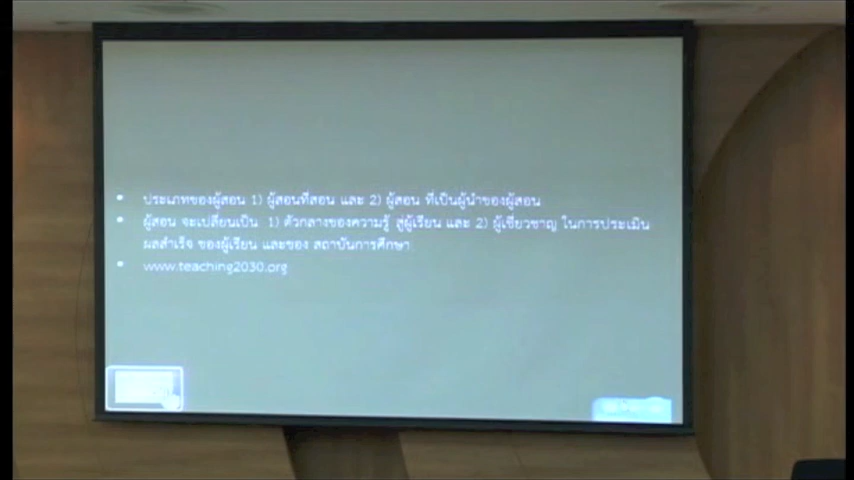 ประเภทของผู้สอน 1) ผู้สอนที่สอน และ 2) ผู้สอน ที่เป็นผู้นำของผู้สอน
ผู้สอน จะเปลี่ยนเป็น 1) ตัวกลางของความรู้ สู่ผู้เรียน และ 2) ผู้เชี่ยวชาญ ในการประเมิน
ผลสำเร็จ ของผู้เรียน และของ สถาบันการศึกษา
www.teaching2030.org